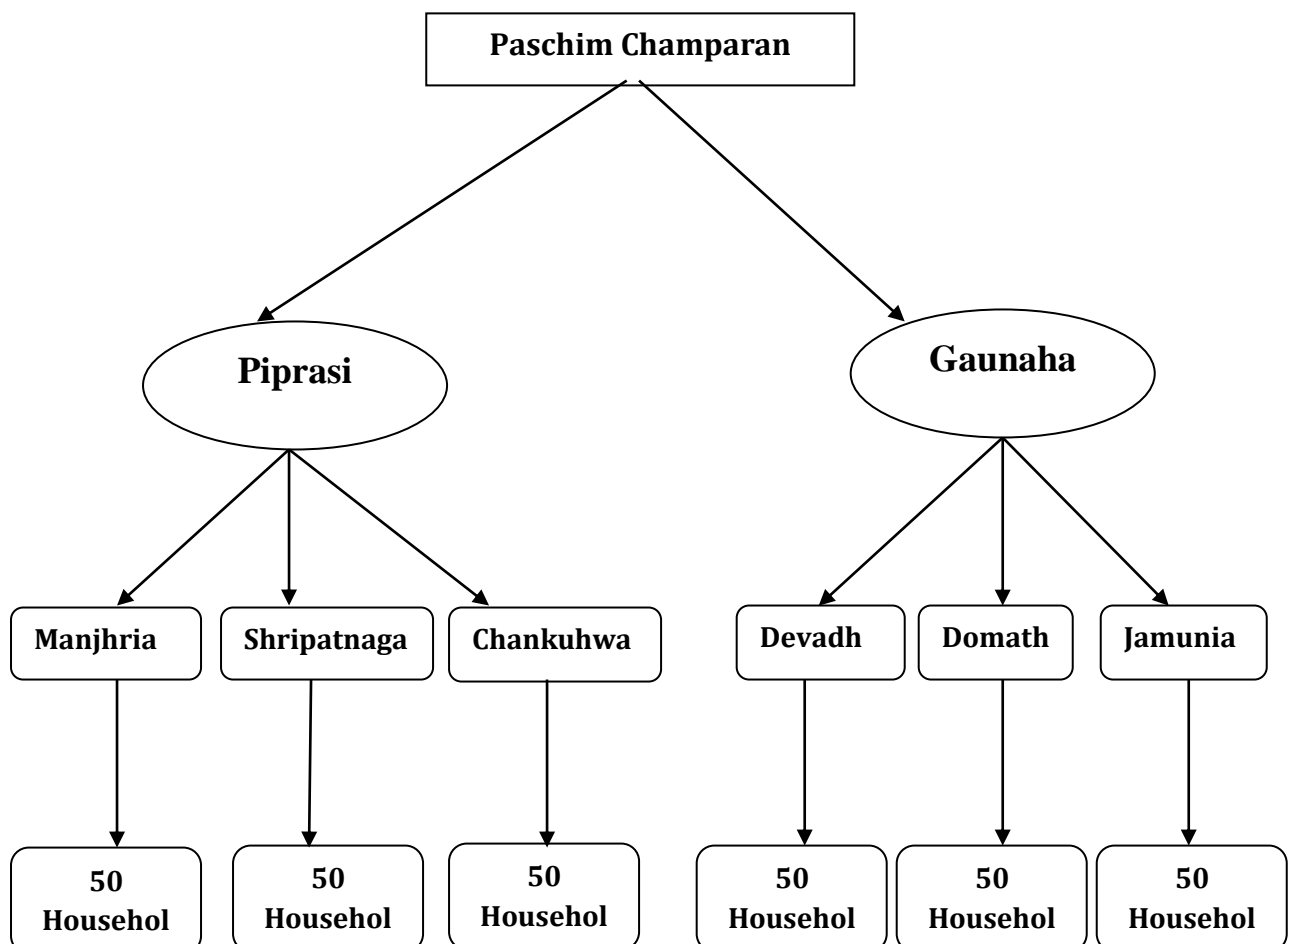 Paschim Champaran
Piprasi
Gaunaha
Manjhria
Shripatnaga
Chankuhwa
Devadh
Domath
Jamunia
50
Househol
50
Househol
50
Househol
50
Househol
50
Househol
50
Househol